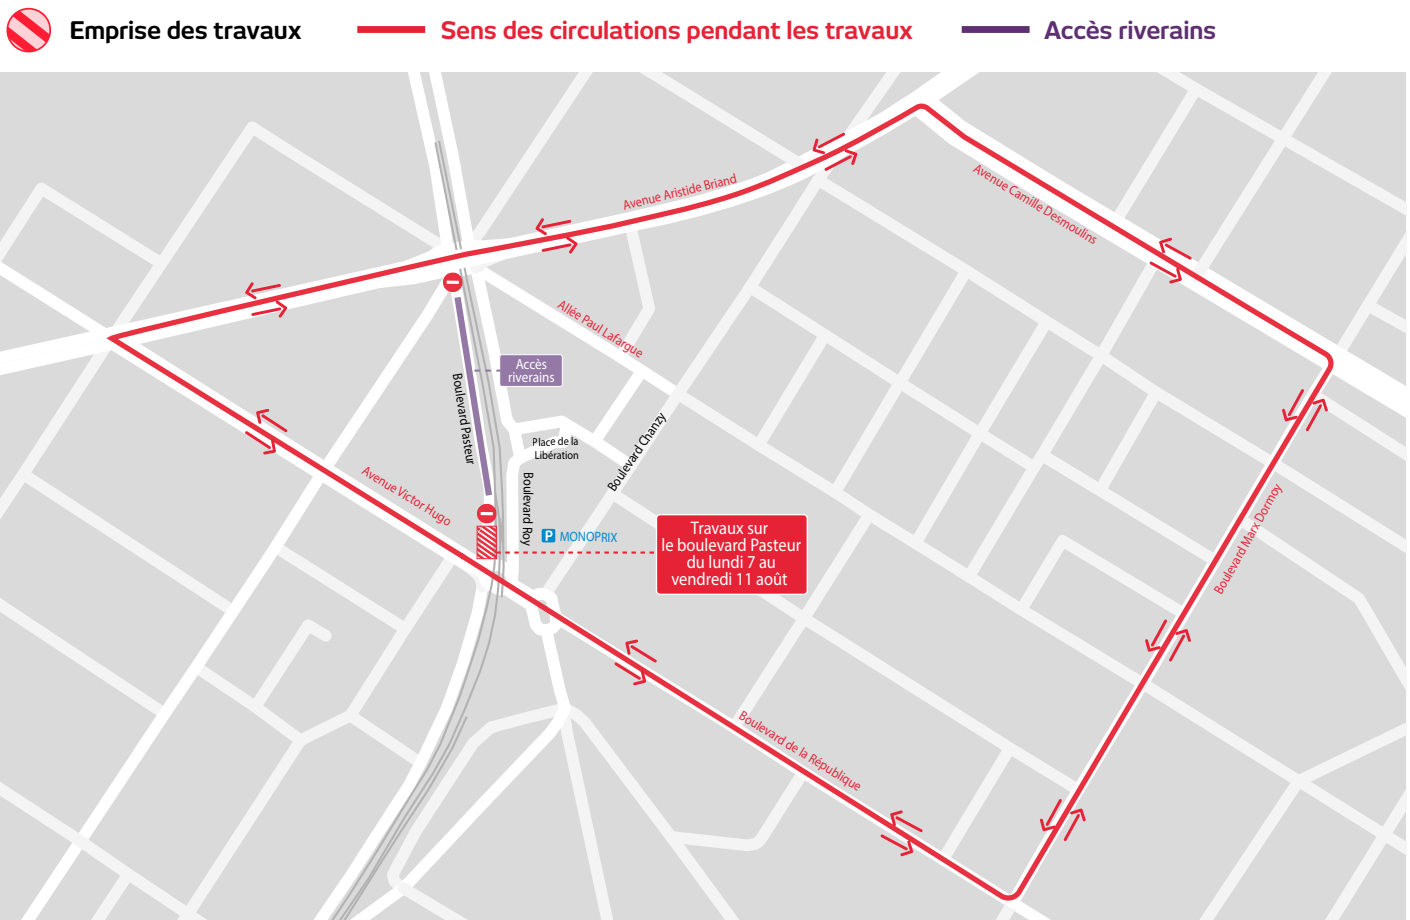 Emprise des travaux
Sens des circulations pendant les travaux
Accès riverains
Avenue Aristide Briand
Avenue Camille Desmoulins
Allée Paul Lafargue
Accès
riverains
Boulevard Pasteur
Place de la
Libération
Boulevard Chanzy
Avenue Victor Hugo
Boulevard Roy
P MONOPRIX
Travaux sur
le boulevard Pasteur
du lundi 7 au
vendredi 11 août
Boulevard Marx Dormoy
Boulevard de la République